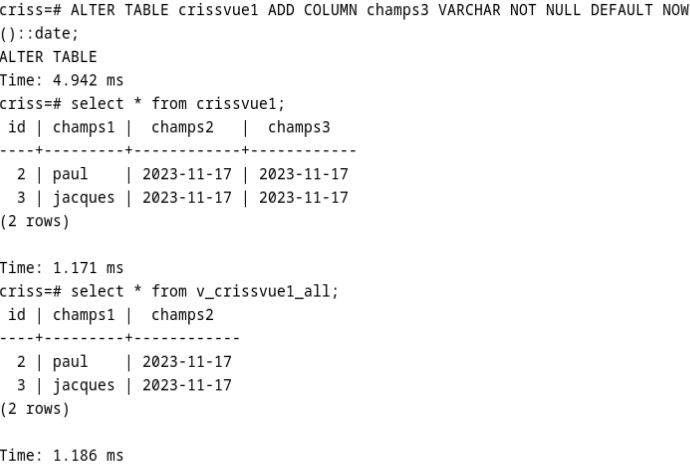 criss=# ALTER TABLE crissvue1 ADD COLUMN champs3 VARCHAR NOT NULL DEFAULT NOW
()::date;
ALTER TABLE
Time: 4.942 ms
criss=# select * from crissvue1;
 id | champs1 |  champs2   |  champs3
----+---------+------------+------------
  2 | paul    | 2023-11-17 | 2023-11-17
  3 | jacques | 2023-11-17 | 2023-11-17
(2 rows)

Time: 1.171 ms
criss=# select * from v_crissvue1_all;
 id | champs1 |  champs2
----+---------+------------
  2 | paul    | 2023-11-17
  3 | jacques | 2023-11-17
(2 rows)

Time: 1.186 ms